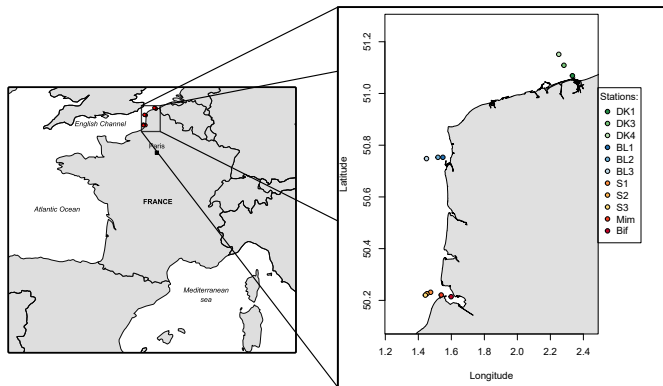 English Channel
Paris
Atlantic Ocean
FRANCE
Mediterranean
sea
Latitude
51.2
51.0
50.8
50.6
50.4
50.2
1.2 1.4 1.6 1.8 2.0 2.2 2.4
Longitude
Stations:
DK1
DK3
DK4
BL1
BL2
BL3
S1
S2
S3
Mim
Bif